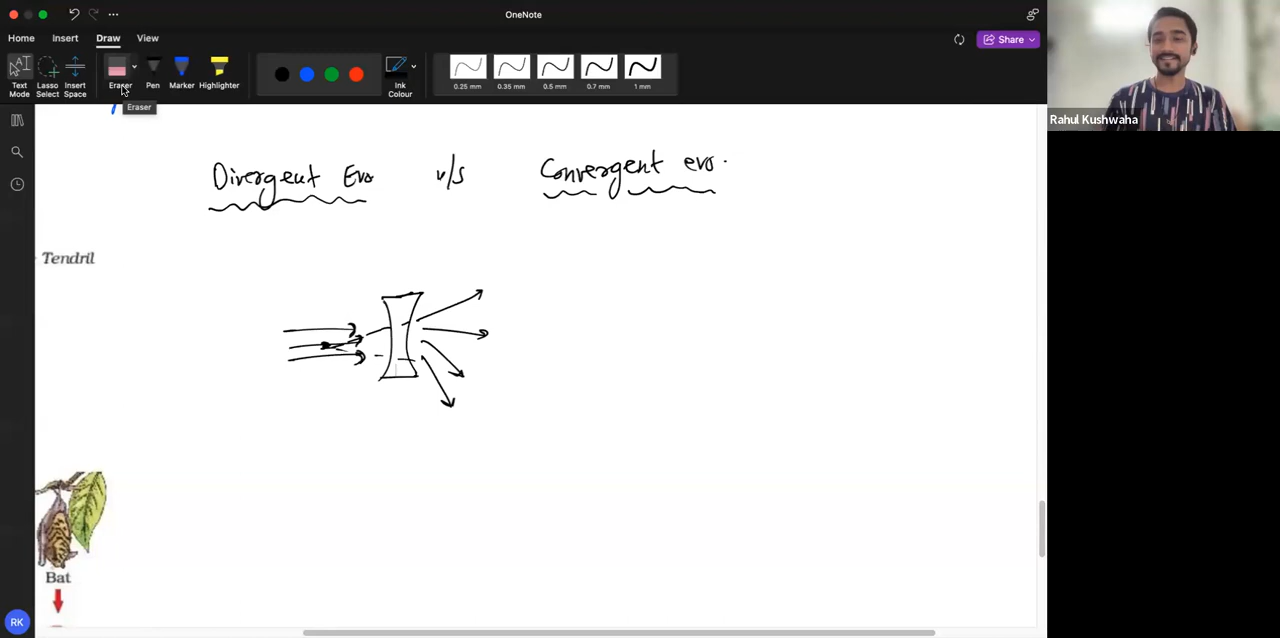 OneNote
Home Insert Draw View
Share
Text Mode
Lasso Select
Insert Space
Eraser
Pen
Marker
Highlighter
Ink Colour
0.25 mm
0.35 mm
0.5 mm
0.7 mm
1 mm
Eraser
Rahul Kushwaha
Divergent Evo v/s Convergent evo.
Tendril
Bat
RK